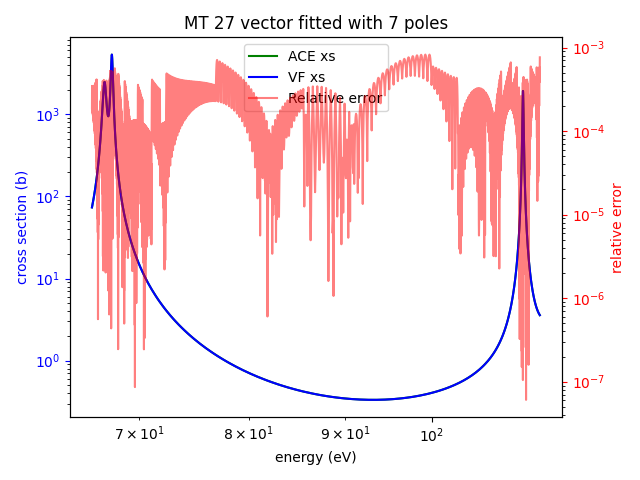 MT 27 vector fitted with 7 poles
ACE xs
VF xs
Relative error
cross section (b)
10³
10²
10¹
10⁰
relative error
10⁻³
10⁻⁴
10⁻⁵
10⁻⁶
10⁻⁷
7 × 10¹ 8 × 10¹ 9 × 10¹ 10²
energy (eV)